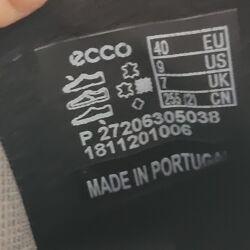 ecco
40 EU
9 US
7 UK
255 (2) CN
P 27206305038
1811201006
MADE IN PORTUGAL